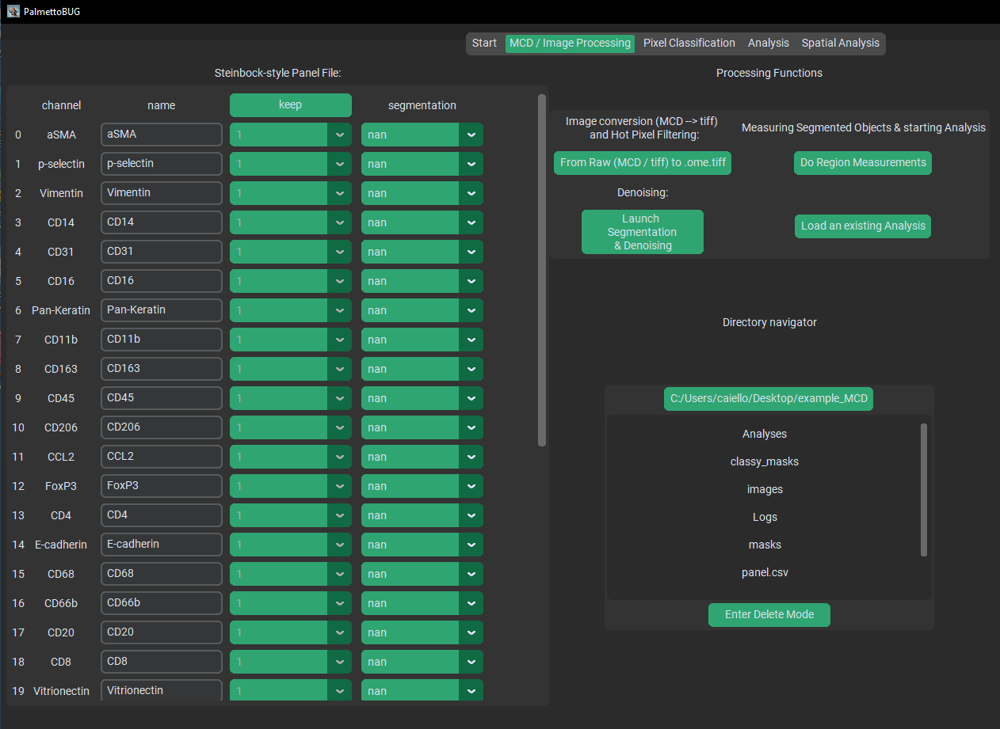 PalmettoBUG
Start MCD / Image Processing Pixel Classification Analysis Spatial Analysis
Steinbock-style Panel File:
channel name keep segmentation
0 aSMA aSMA 1 nan
1 p-selectin p-selectin 1 nan
2 Vimentin Vimentin 1 nan
3 CD14 CD14 1 nan
4 CD31 CD31 1 nan
5 CD16 CD16 1 nan
6 Pan-Keratin Pan-Keratin 1 nan
7 CD11b CD11b 1 nan
8 CD163 CD163 1 nan
9 CD45 CD45 1 nan
10 CD206 CD206 1 nan
11 CCL2 CCL2 1 nan
12 FoxP3 FoxP3 1 nan
13 CD4 CD4 1 nan
14 E-cadherin E-cadherin 1 nan
15 CD68 CD68 1 nan
16 CD66b CD66b 1 nan
17 CD20 CD20 1 nan
18 CD8 CD8 1 nan
19 Vitrionectin Vitrionectin 1 nan
Processing Functions
Image conversion (MCD --> tiff)
and Hot Pixel Filtering:
From Raw (MCD / tiff) to .ome.tiff
Denoising:
Launch
Segmentation
& Denoising
Measuring Segmented Objects & starting Analysis
Do Region Measurements
Load an existing Analysis
Directory navigator
C:/Users/caiello/Desktop/example_MCD
Analyses
classy_masks
images
Logs
masks
panel.csv
Enter Delete Mode